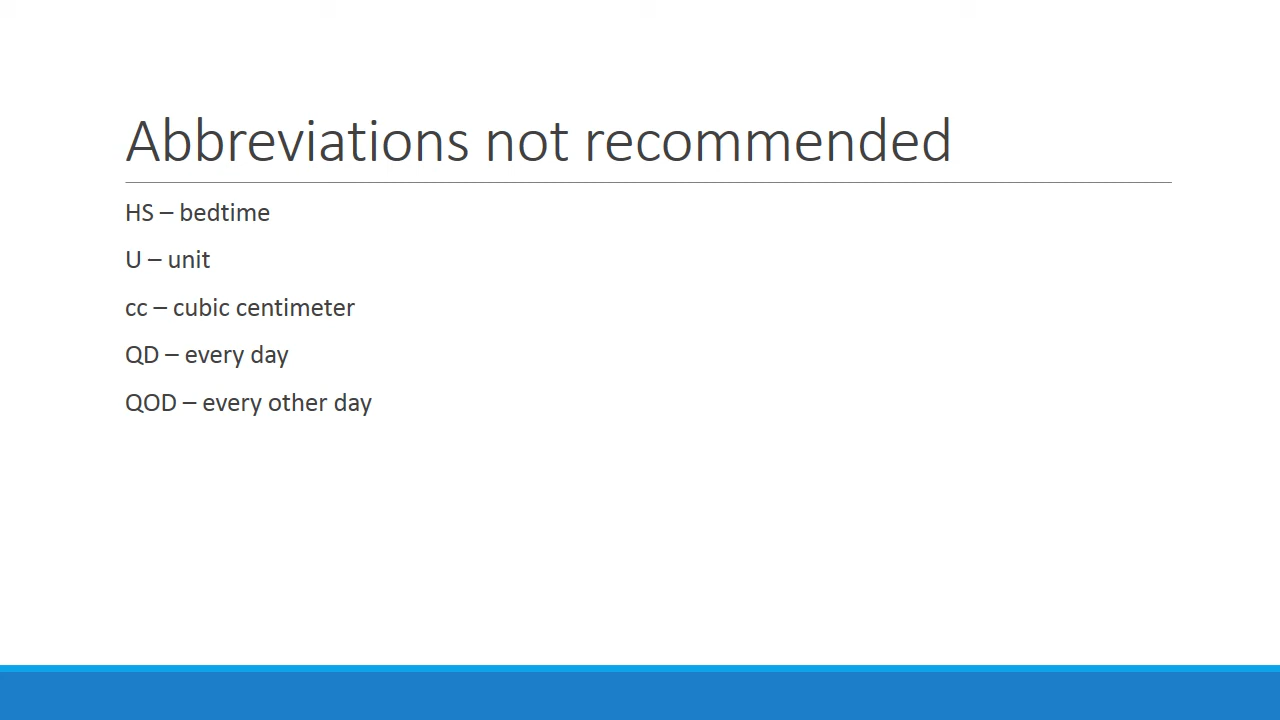 Abbreviations not recommended
HS – bedtime
U – unit
cc – cubic centimeter
QD – every day
QOD – every other day